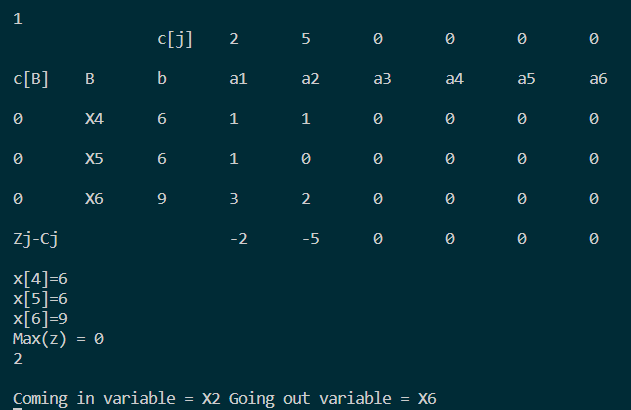 1
c[j] 2 5 0 0 0 0
c[B] B b a1 a2 a3 a4 a5 a6
0 X4 6 1 1 0 0 0 0
0 X5 6 1 0 0 0 0 0
0 X6 9 3 2 0 0 0 0
Zj-Cj -2 -5 0 0 0 0
x[4]=6
x[5]=6
x[6]=9
Max(z) = 0
2
Coming in variable = X2 Going out variable = X6